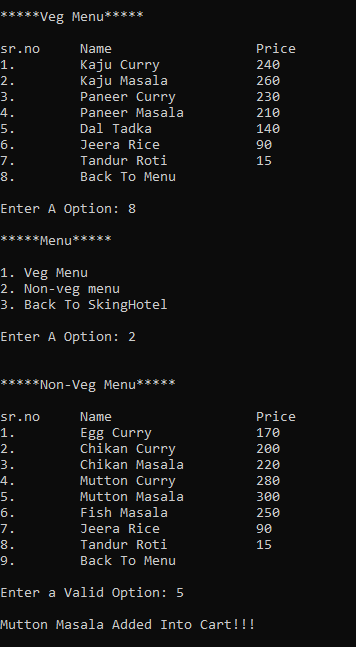 *****Veg Menu*****
sr.no Name Price
1. Kaju Curry 240
2. Kaju Masala 260
3. Paneer Curry 230
4. Paneer Masala 210
5. Dal Tadka 140
6. Jeera Rice 90
7. Tandur Roti 15
8. Back To Menu
Enter A Option: 8
*****Menu*****
1. Veg Menu
2. Non-veg menu
3. Back To SkingHotel
Enter A Option: 2
*****Non-Veg Menu*****
sr.no Name Price
1. Egg Curry 170
2. Chikan Curry 200
3. Chikan Masala 220
4. Mutton Curry 280
5. Mutton Masala 300
6. Fish Masala 250
7. Jeera Rice 90
8. Tandur Roti 15
9. Back To Menu
Enter a Valid Option: 5
Mutton Masala Added Into Cart!!!